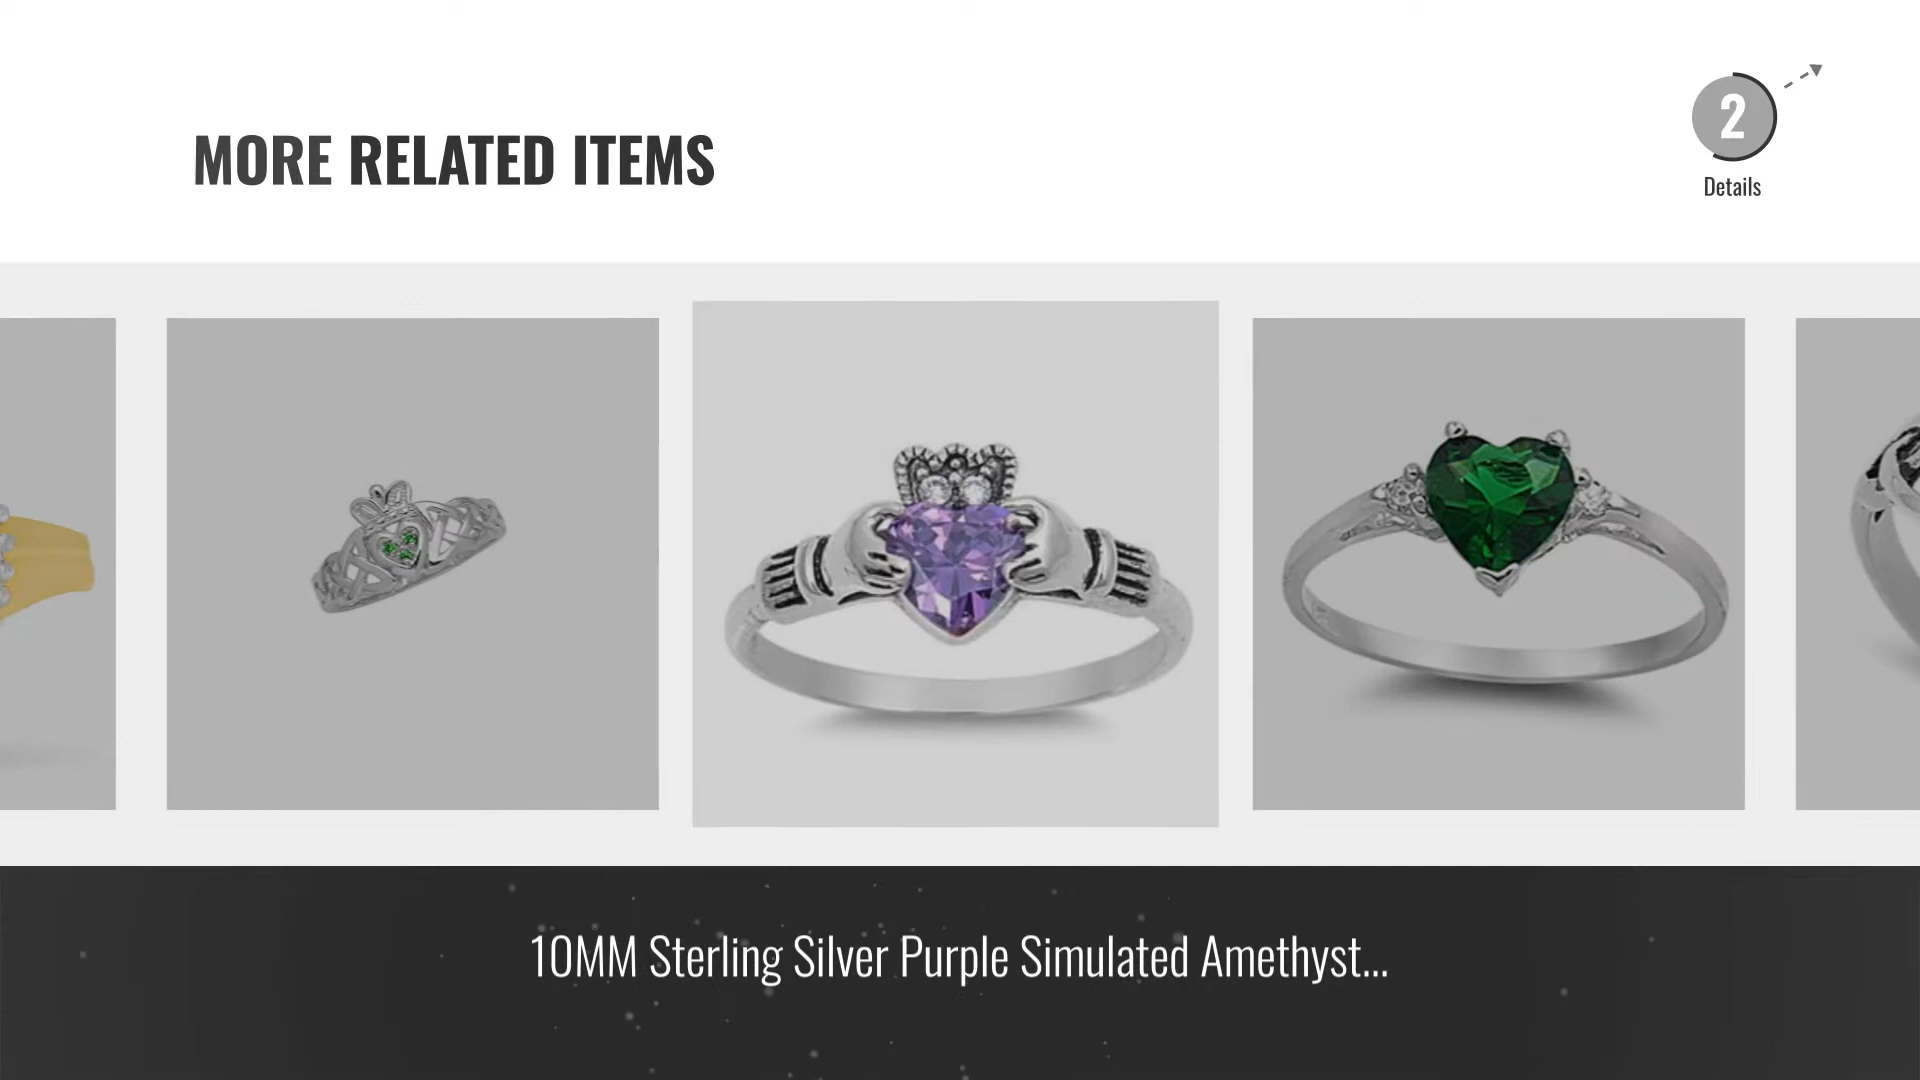 MORE RELATED ITEMS
2
Details
10MM Sterling Silver Purple Simulated Amethyst...